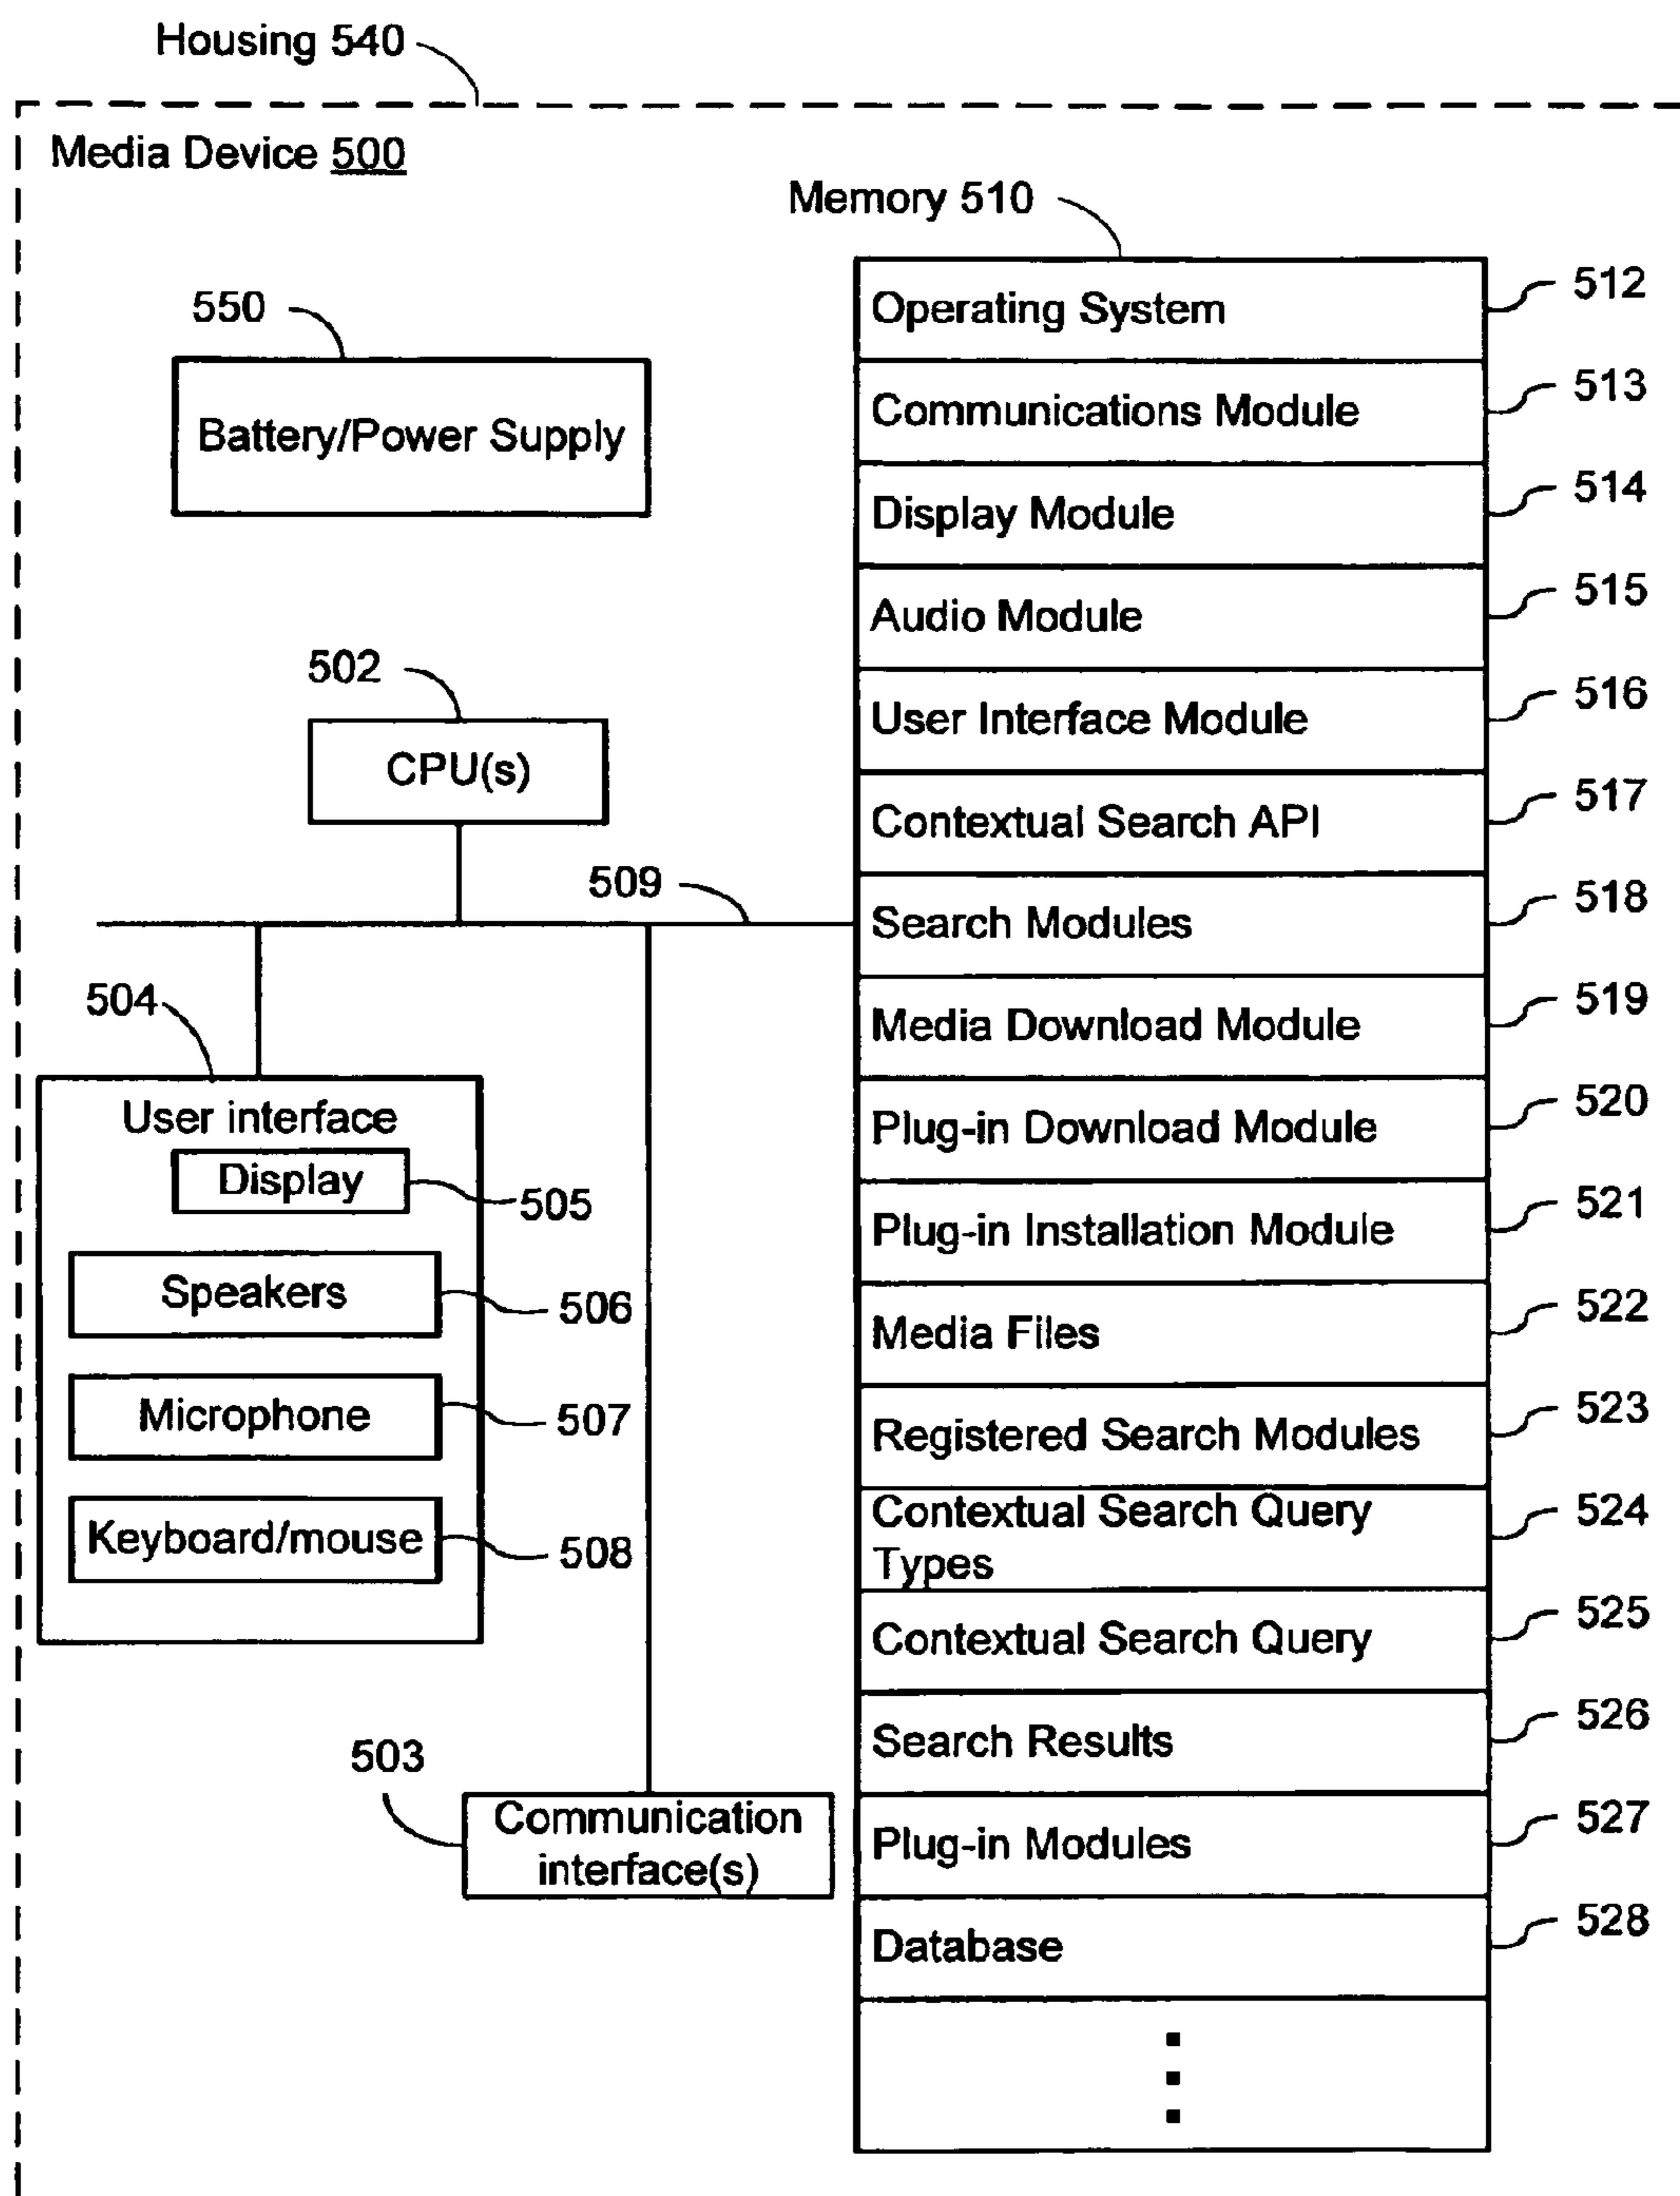 Housing 540
Media Device 500
Memory 510
550
Battery/Power Supply
502
CPU(s)
509
504
User interface
Display
505
Speakers
506
Microphone
507
Keyboard/mouse
508
503
Communication
interface(s)
Operating System
512
Communications Module
513
Display Module
514
Audio Module
515
User Interface Module
516
Contextual Search API
517
Search Modules
518
Media Download Module
519
Plug-in Download Module
520
Plug-in Installation Module
521
Media Files
522
Registered Search Modules
523
Contextual Search Query
Types
524
Contextual Search Query
525
Search Results
526
Plug-in Modules
527
Database
528